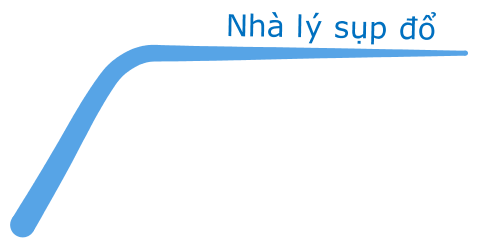 Nhà lý sụp đổ